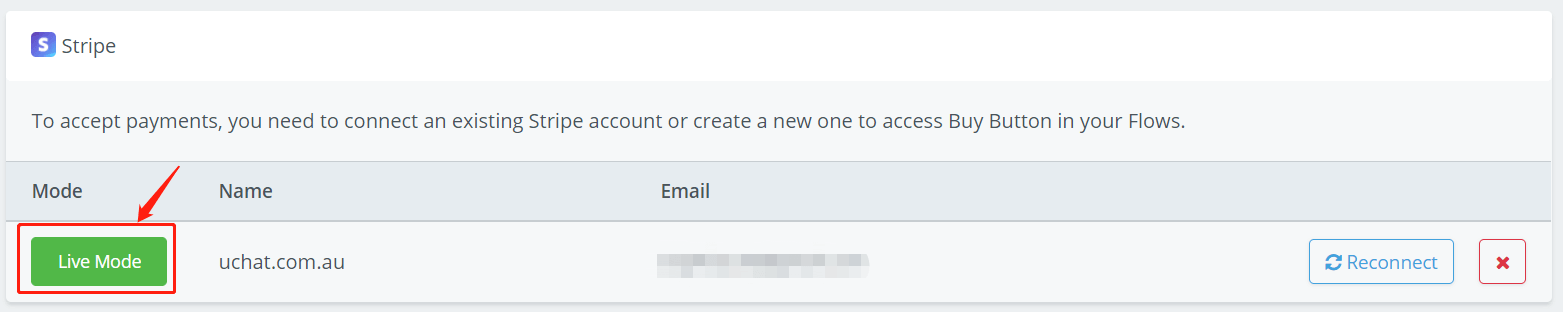 S Stripe
To accept payments, you need to connect an existing Stripe account or create a new one to access Buy Button in your Flows.
Mode Name Email
Live Mode uchat.com.au Reconnect